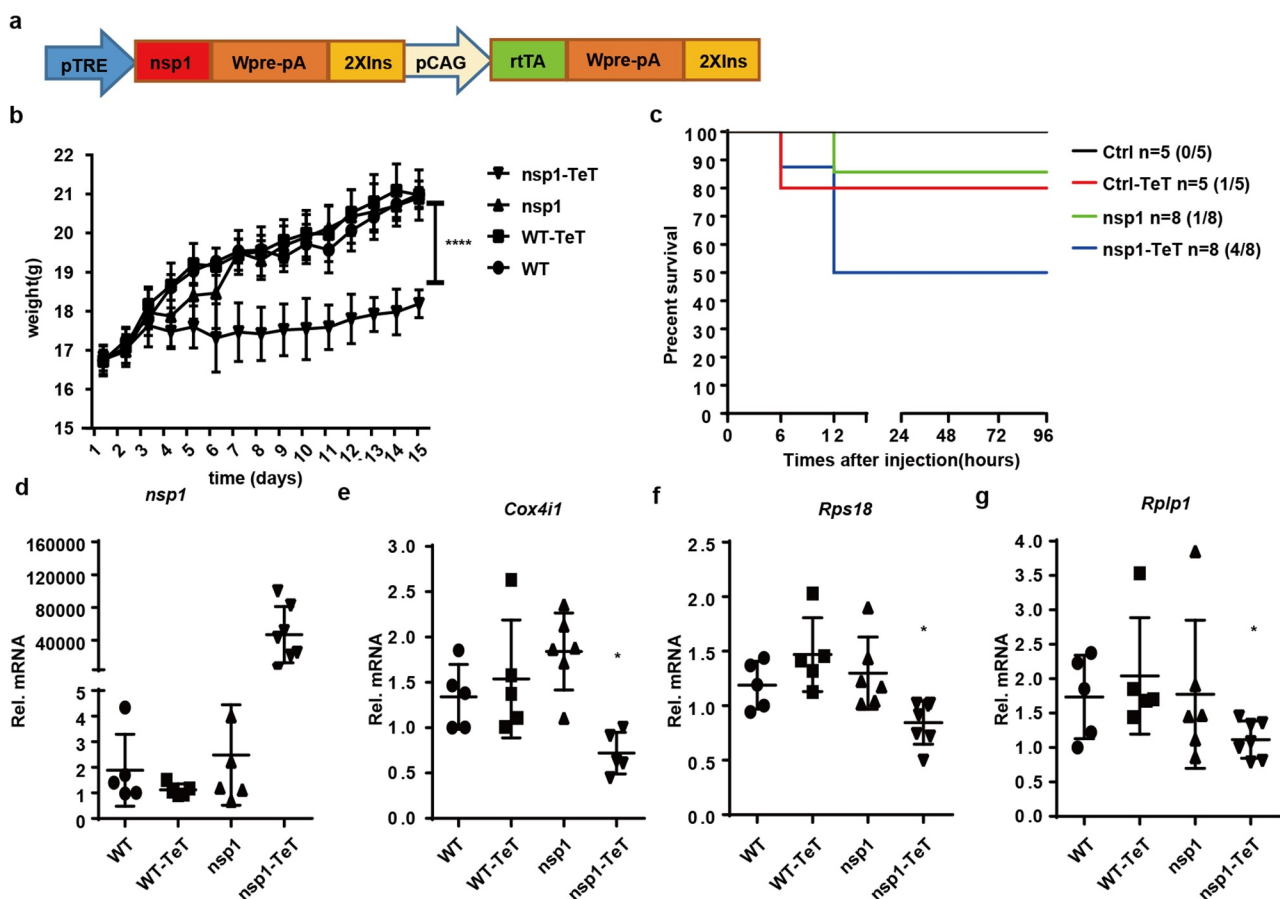 a
pTRE nsp1 Wpre-pA 2XIns pCAG rtTA Wpre-pA 2XIns
b
weight(g)
22
21
20
19
18
17
16
15
1 2 3 4 5 6 7 8 9 10 11 12 13 14 15
time (days)
nsp1-TeT
nsp1
WT-TeT
WT
****
c
Precent survival
100
90
80
70
60
50
40
30
20
10
0
0 6 12 24 48 72 96
Times after injection(hours)
Ctrl n=5 (0/5)
Ctrl-TeT n=5 (1/5)
nsp1 n=8 (1/8)
nsp1-TeT n=8 (4/8)
d
nsp1
Rel. mRNA
160000
120000
80000
40000
5
4
3
2
1
0
WT WT-TeT nsp1 nsp1-TeT
e
Cox4i1
Rel. mRNA
3.0
2.5
2.0
1.5
1.0
0.5
0.0
*
WT WT-TeT nsp1 nsp1-TeT
f
Rps18
Rel. mRNA
2.5
2.0
1.5
1.0
0.5
0.0
*
WT WT-TeT nsp1 nsp1-TeT
g
Rplp1
Rel. mRNA
4.0
3.5
3.0
2.5
2.0
1.5
1.0
0.5
0.0
*
WT WT-TeT nsp1 nsp1-TeT